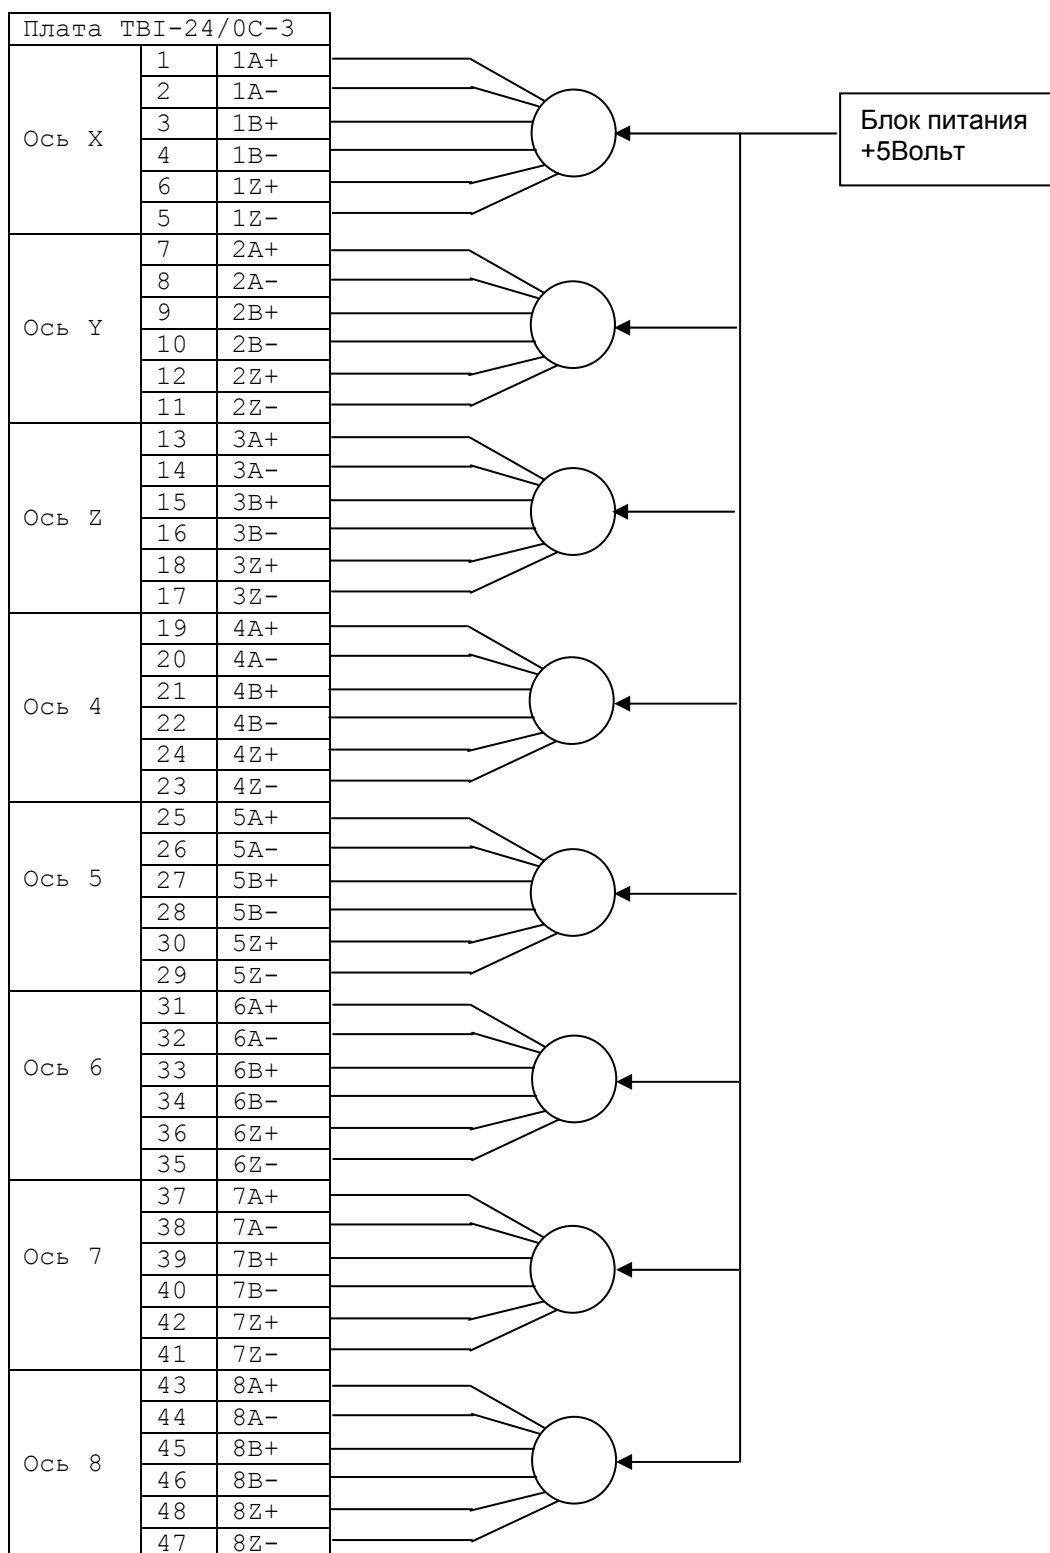 Плата TBI-24/0C-3
1 1A+
2 1A-
Ось X 3 1B+
4 1B-
6 1Z+
5 1Z-
Блок питания
+5Вольт
7 2A+
8 2A-
Ось Y 9 2B+
10 2B-
12 2Z+
11 2Z-
13 3A+
14 3A-
Ось Z 15 3B+
16 3B-
18 3Z+
17 3Z-
19 4A+
20 4A-
Ось 4 21 4B+
22 4B-
24 4Z+
23 4Z-
25 5A+
26 5A-
Ось 5 27 5B+
28 5B-
30 5Z+
29 5Z-
31 6A+
32 6A-
Ось 6 33 6B+
34 6B-
36 6Z+
35 6Z-
37 7A+
38 7A-
Ось 7 39 7B+
40 7B-
42 7Z+
41 7Z-
43 8A+
44 8A-
Ось 8 45 8B+
46 8B-
48 8Z+
47 8Z-